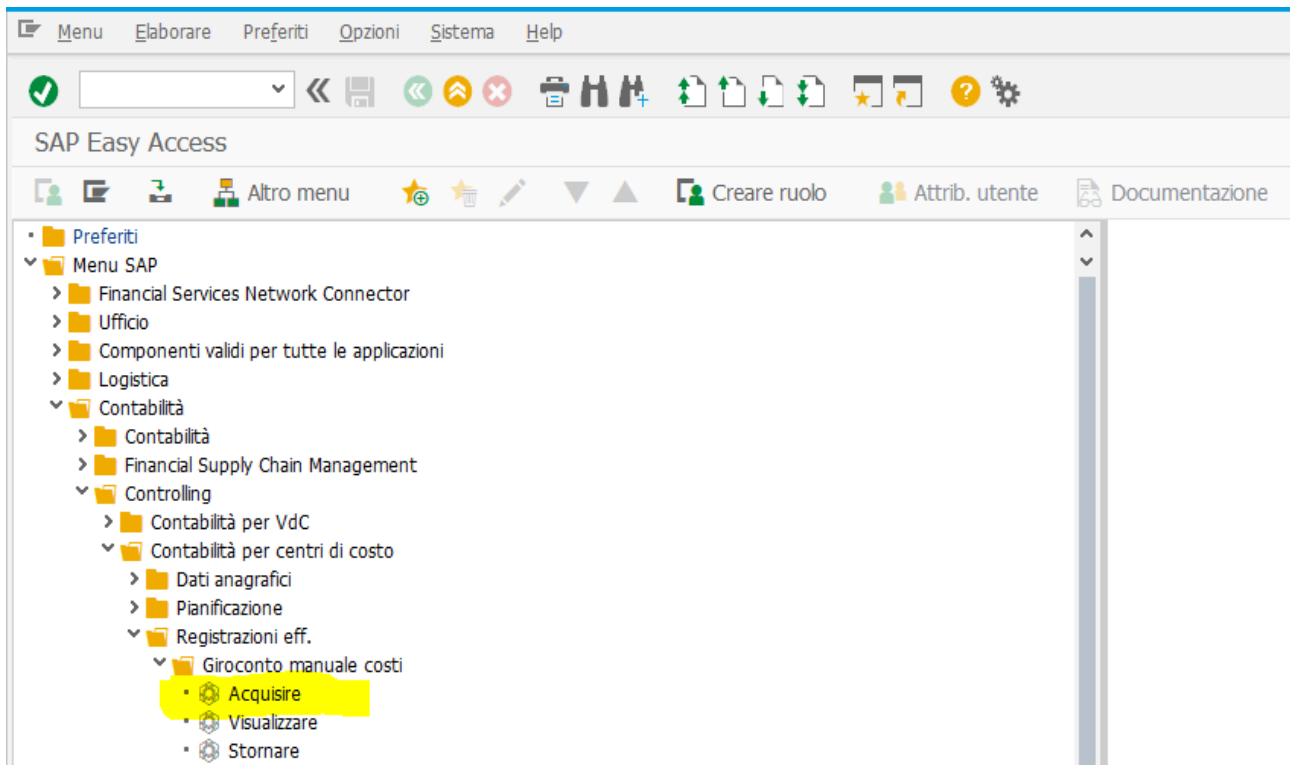 Menu Elaborare Preferiti Opzioni Sistema Help
SAP Easy Access
Altro menu Creare ruolo Attrib. utente Documentazione
Preferiti
Menu SAP
Financial Services Network Connector
Ufficio
Componenti validi per tutte le applicazioni
Logistica
Contabilità
Contabilità
Financial Supply Chain Management
Controlling
Contabilità per VdC
Contabilità per centri di costo
Dati anagrafici
Pianificazione
Registrazioni eff.
Giroconto manuale costi
Acquisire
Visualizzare
Stornare